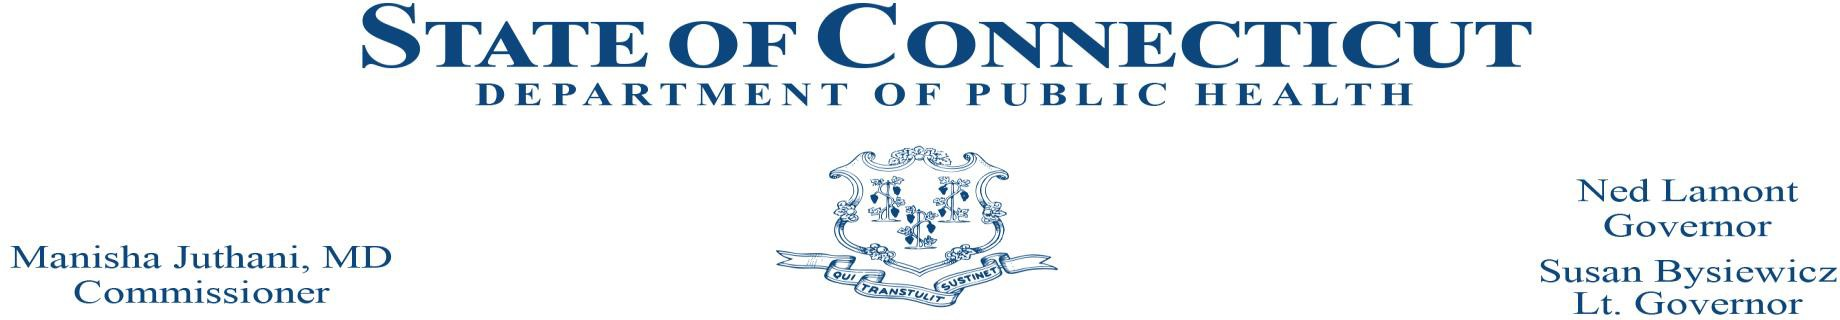 STATE OF CONNECTICUT
DEPARTMENT OF PUBLIC HEALTH
QUI TRANSTULIT SUSTINET
Manisha Juthani, MD
Commissioner
Ned Lamont
Governor
Susan Bysiewicz
Lt. Governor